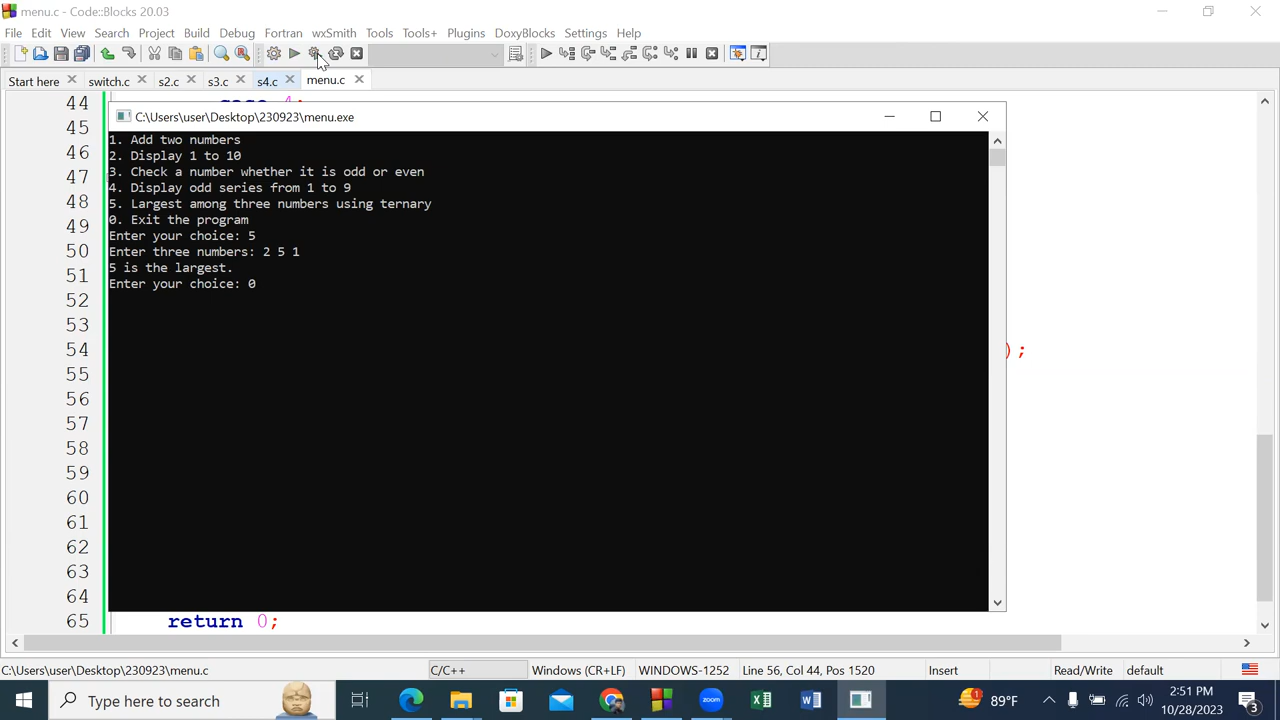 menu.c - Code::Blocks 20.03
File Edit View Search Project Build Debug Fortran wxSmith Tools Tools+ Plugins DoxyBlocks Settings Help
Start here switch.c s2.c s3.c s4.c menu.c
44
C:\Users\user\Desktop\230923\menu.exe
45
1. Add two numbers
46
2. Display 1 to 10
47
3. Check a number whether it is odd or even
48
4. Display odd series from 1 to 9
5. Largest among three numbers using ternary
49
0. Exit the program
Enter your choice: 5
50
Enter three numbers: 2 5 1
51
5 is the largest.
52
Enter your choice: 0
53
54 );
55
56
57
58
59
60
61
62
63
64
65 return 0;
C:\Users\user\Desktop\230923\menu.c C/C++ Windows (CR+LF) WINDOWS-1252 Line 56, Col 44, Pos 1520 Insert Read/Write default
Type here to search
1
89°F
2:51 PM
10/28/2023
3